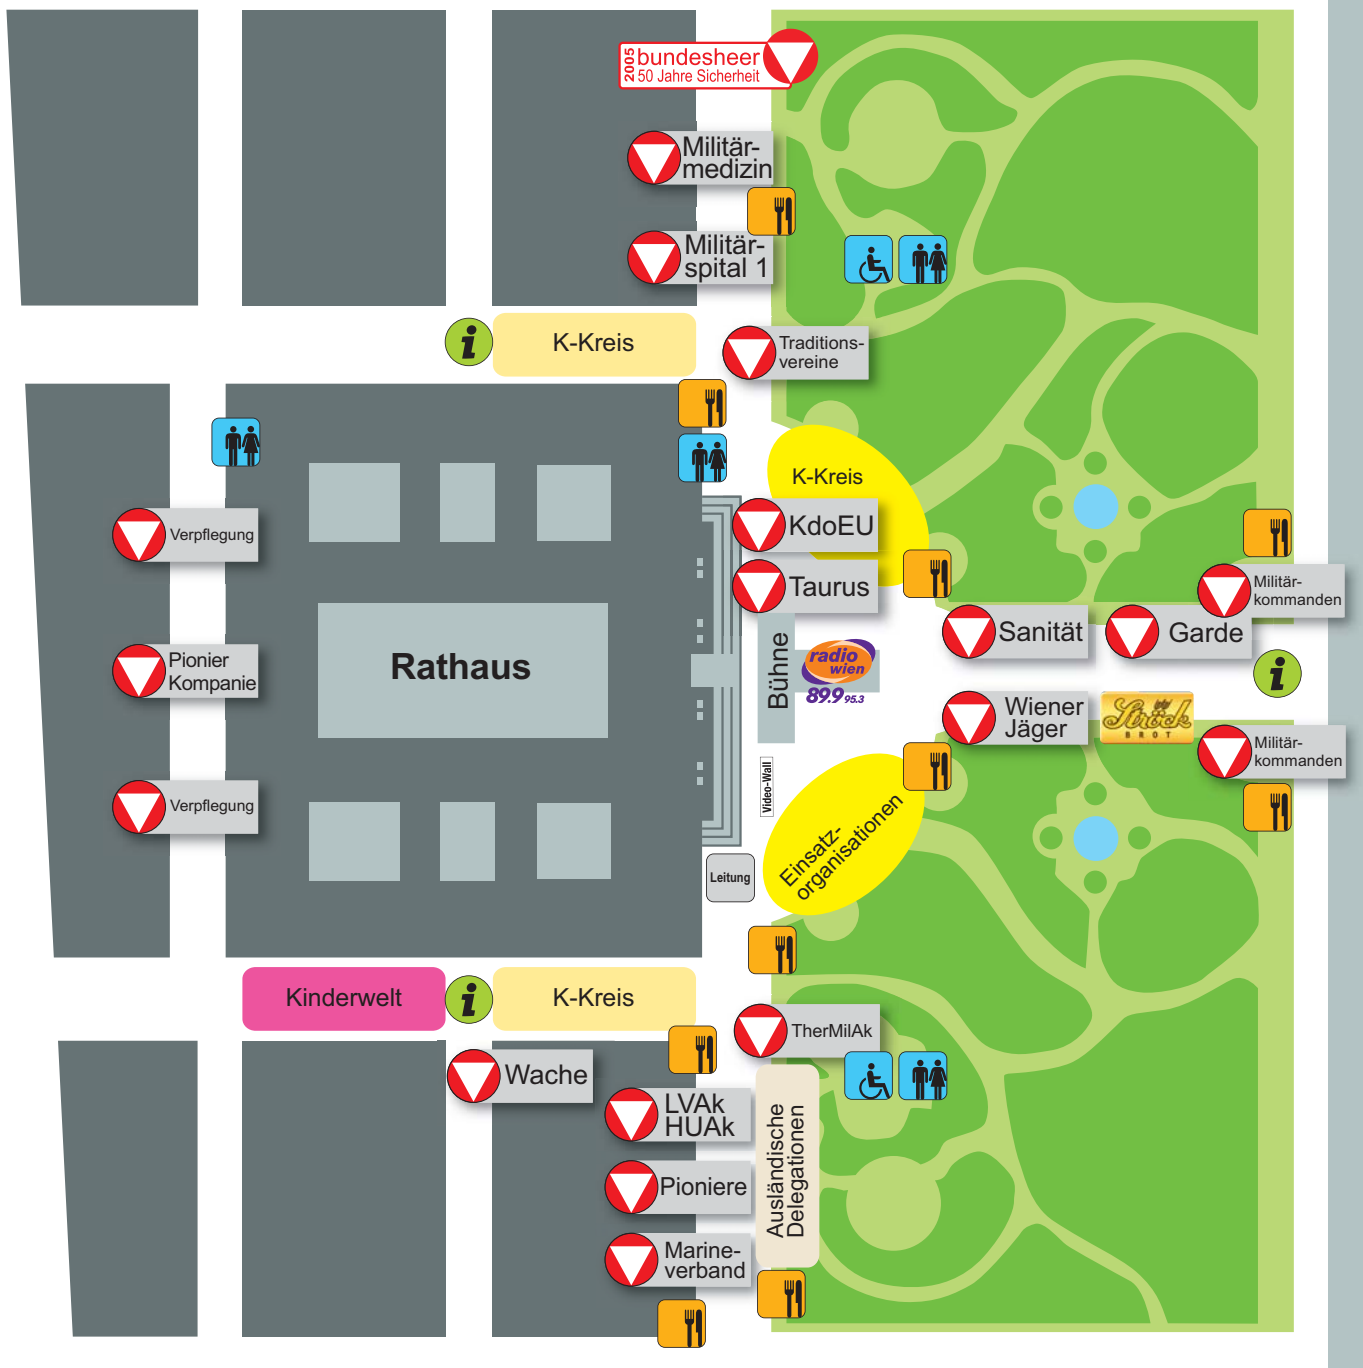 2005
bundesheer
50 Jahre Sicherheit
Militär-
medizin
Militär-
spital 1
K-Kreis
Traditions-
vereine
K-Kreis
KdoEU
Taurus
Verpflegung
Pionier
Kompanie
Verpflegung
Rathaus
Bühne
radio
wien
89.9 95.3
Sanität
Garde
Militär-
kommanden
Wiener
Jäger
Ströck
BROT
Militär-
kommanden
Video-Wall
Einsatz-
organisationen
Leitung
Kinderwelt
K-Kreis
TherMilAk
Wache
LVAk
HUAk
Pioniere
Marine-
verband
Ausländische
Delegationen